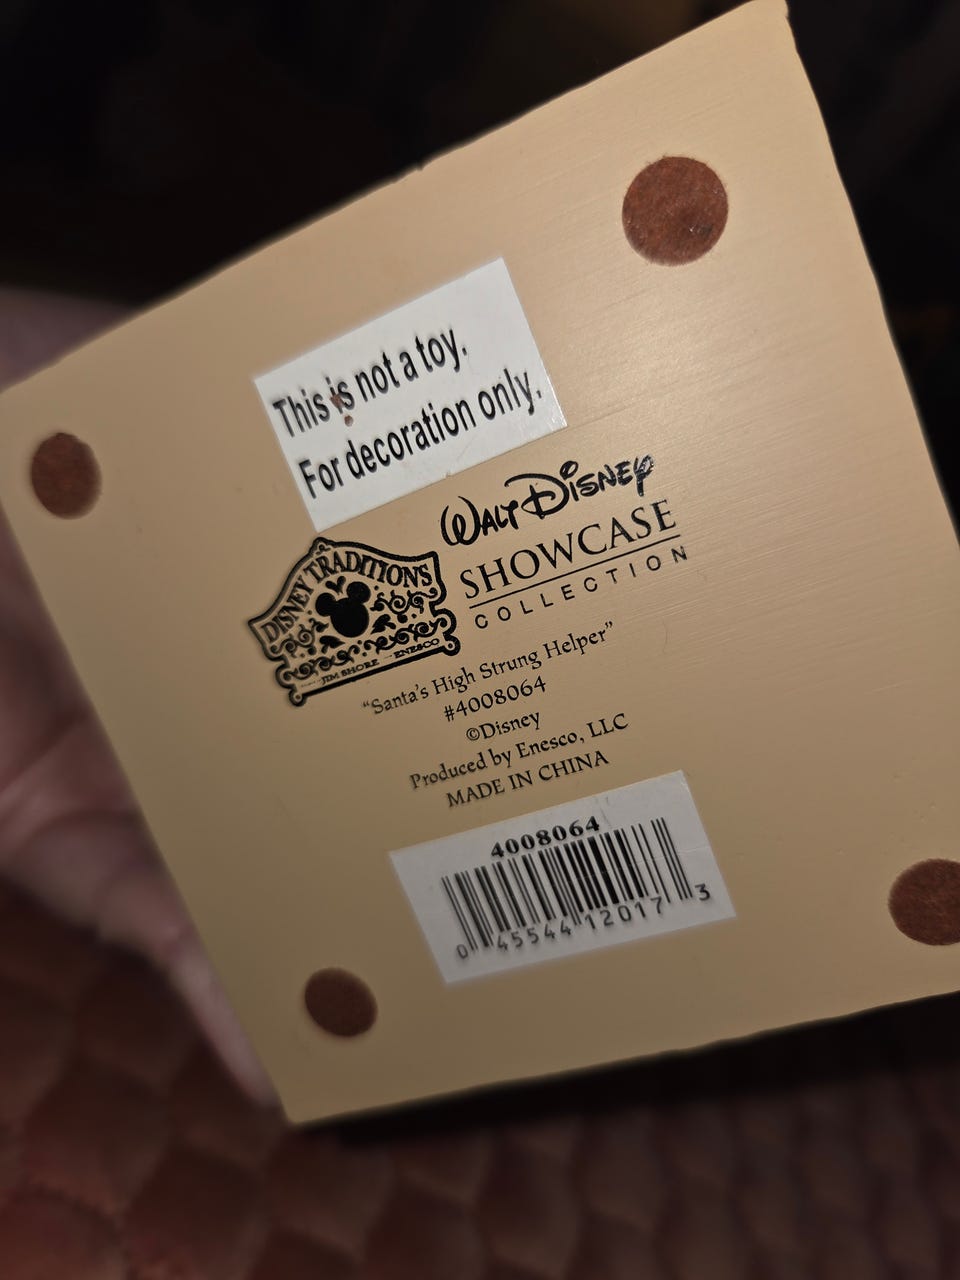 This is not a toy.
For decoration only.
WALT DISNEY
SHOWCASE
COLLECTION
DISNEY TRADITIONS
JIM SHORE
ENESCO
"Santa's High Strung Helper"
#4008064
©Disney
Produced by Enesco, LLC
MADE IN CHINA
4008064
0 45544 12017 3